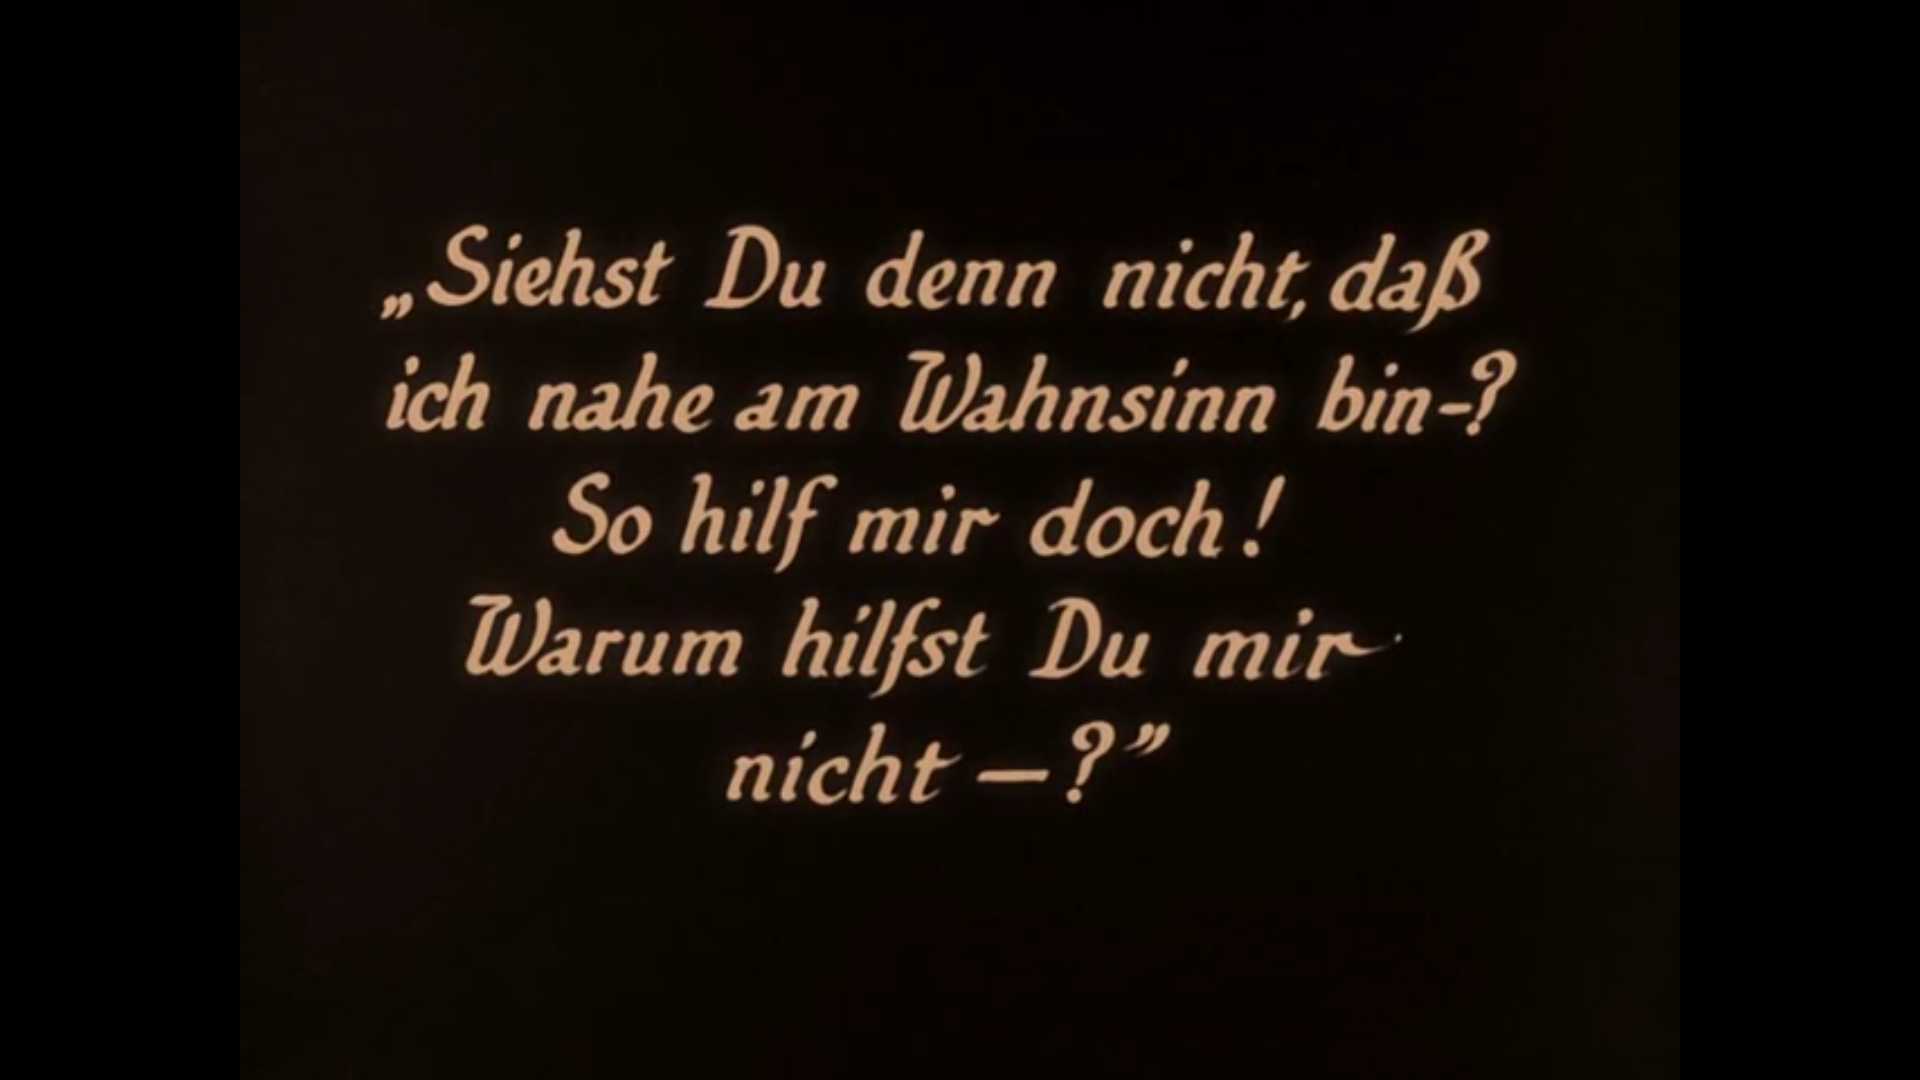 „Siehst Du denn nicht, daß
ich nahe am Wahnsinn bin-?
So hilf mir doch!
Warum hilfst Du mir
nicht —?”